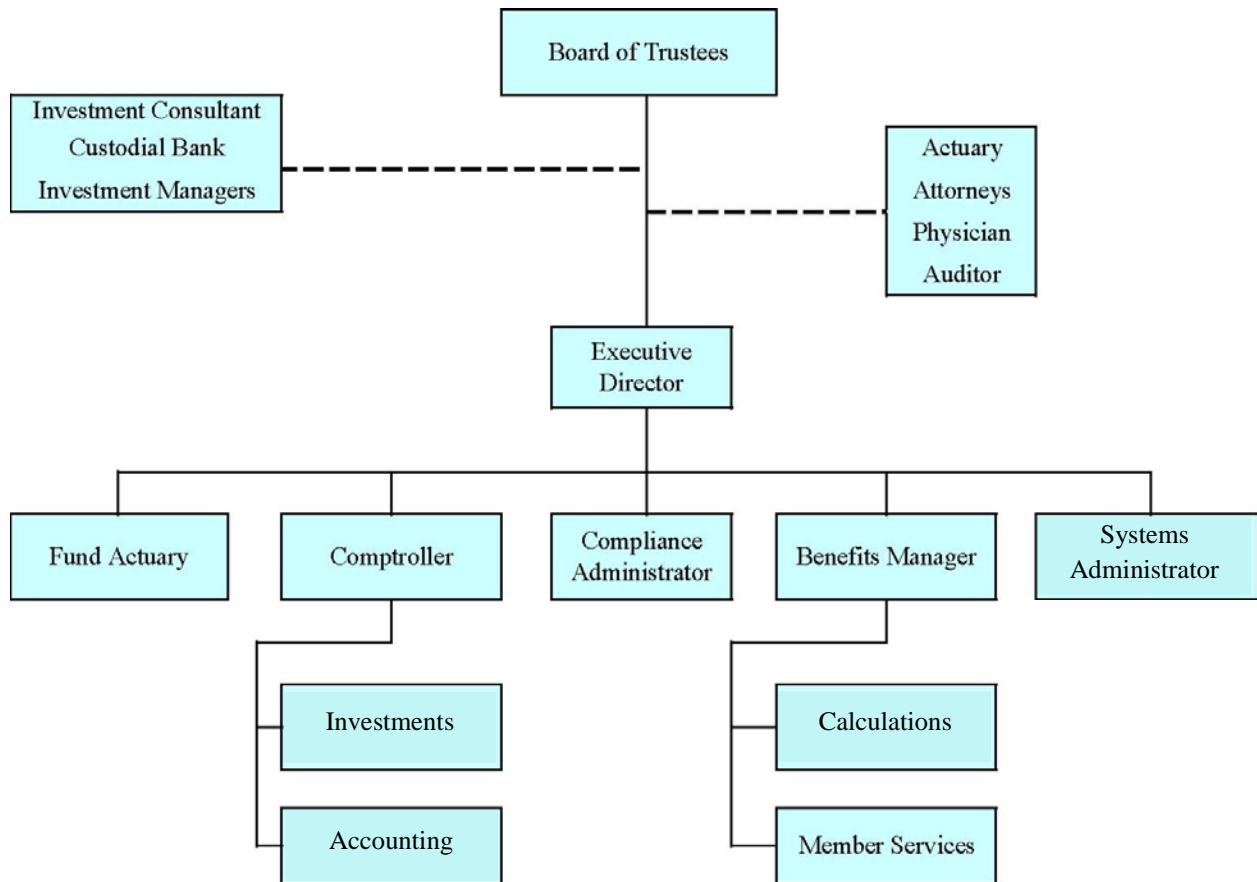 Board of Trustees
Investment Consultant
Custodial Bank
Investment Managers
Actuary
Attorneys
Physician
Auditor
Executive
Director
Fund Actuary
Comptroller
Compliance
Administrator
Benefits Manager
Systems
Administrator
Investments
Calculations
Accounting
Member Services